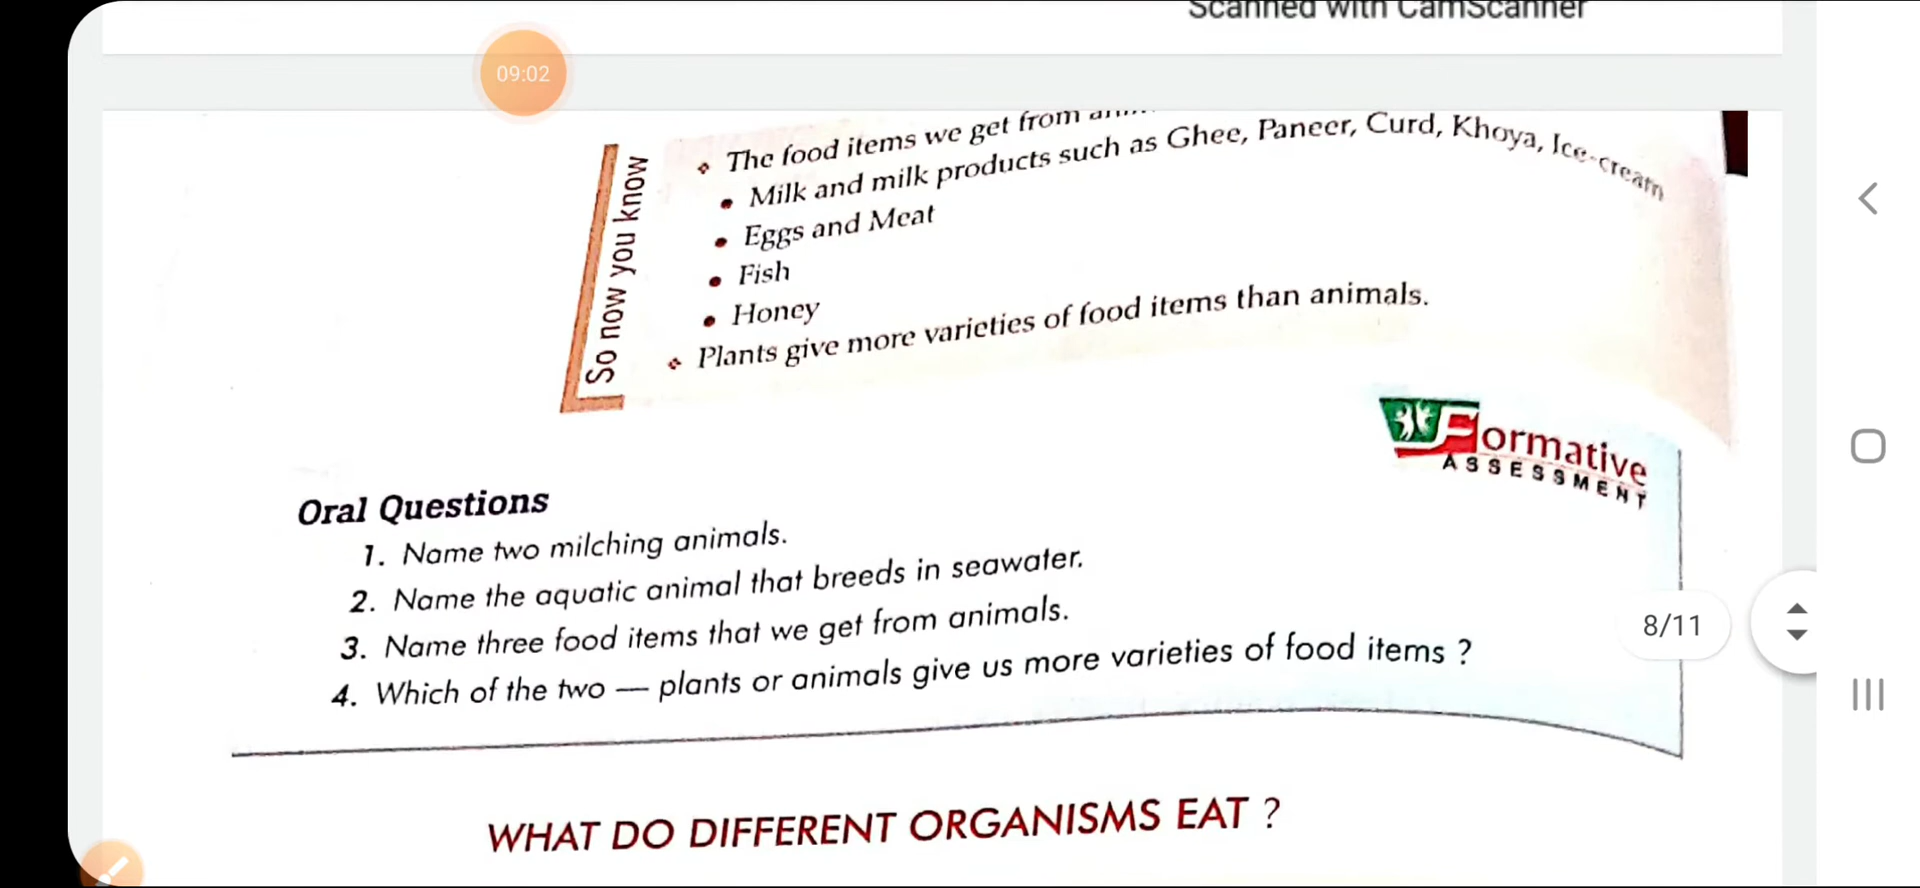 Scanned with CamScanner
09:02
The food items we get from
Milk and milk products such as Ghee, Paneer, Curd, Khoya, Ice-cream
Eggs and Meat
Fish
Honey
Plants give more varieties of food items than animals.
So now you know
Formative
ASSESSMENT
Oral Questions
1. Name two milching animals.
2. Name the aquatic animal that breeds in seawater.
3. Name three food items that we get from animals.
4. Which of the two — plants or animals give us more varieties of food items ?
8/11
WHAT DO DIFFERENT ORGANISMS EAT ?